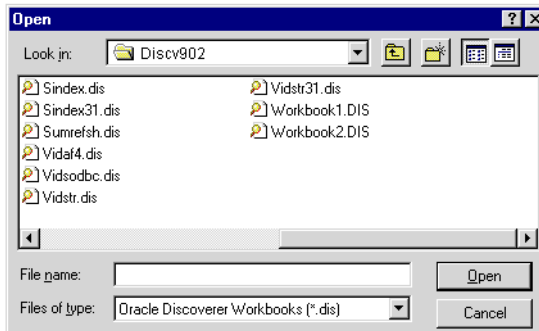 Open
Look in: Discv902
Sindex.dis
Sindex31.dis
Sumrefsh.dis
Vidaf4.dis
Vidsodbc.dis
Vidstr.dis
Vidstr31.dis
Workbook1.DIS
Workbook2.DIS
File name:
Open
Files of type: Oracle Discoverer Workbooks (*.dis)
Cancel